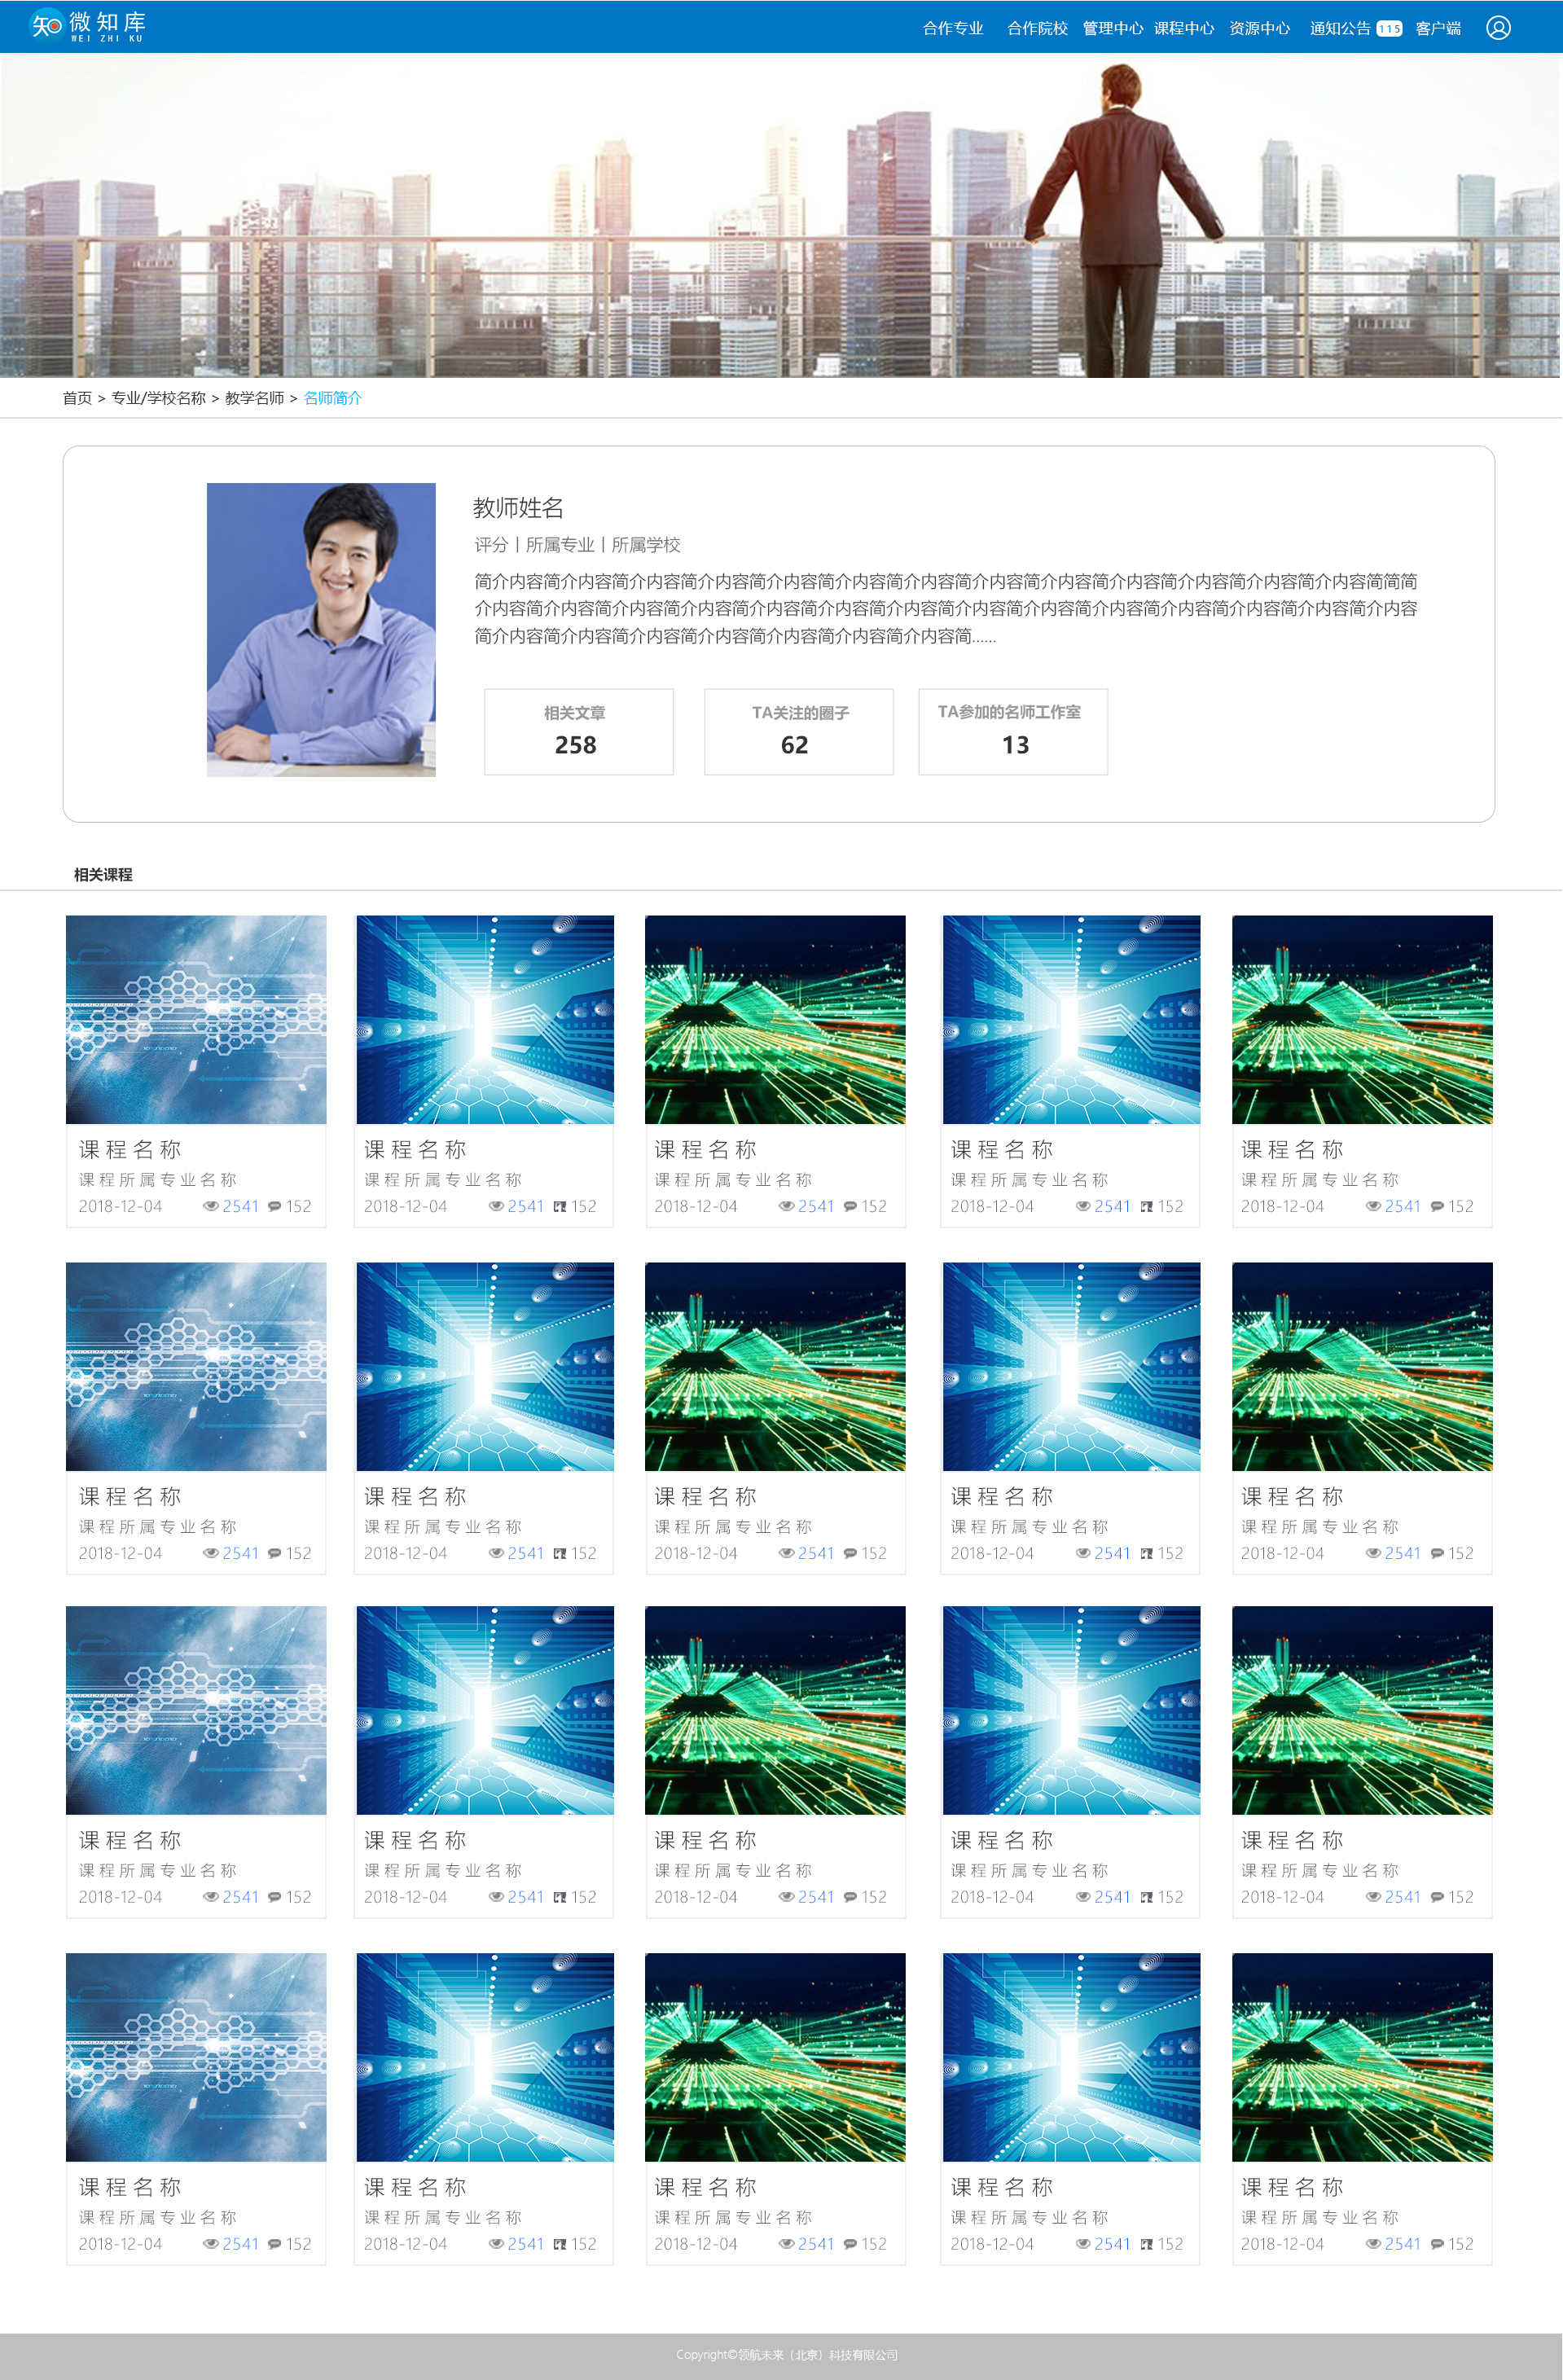 知 微知库
WEI ZHI KU
合作专业 合作院校 管理中心 课程中心 资源中心 通知公告 115 客户端
首页 > 专业/学校名称 > 教学名师 > 名师简介
教师姓名
评分丨所属专业丨所属学校
简介内容简介内容简介内容简介内容简介内容简介内容简介内容简介内容简介内容简介内容简介内容简介内容简介内容简简简
介内容简介内容简介内容简介内容简介内容简介内容简介内容简介内容简介内容简介内容简介内容简介内容简介内容简介内容
简介内容简介内容简介内容简介内容简介内容简介内容简介内容简......
相关文章 TA关注的圈子 TA参加的名师工作室
258 62 13
相关课程
课程名称 课程名称 课程名称 课程名称 课程名称
课程所属专业名称 课程所属专业名称 课程所属专业名称 课程所属专业名称 课程所属专业名称
2018-12-04 2541 152 2018-12-04 2541 152 2018-12-04 2541 152 2018-12-04 2541 152 2018-12-04 2541 152
课程名称 课程名称 课程名称 课程名称 课程名称
课程所属专业名称 课程所属专业名称 课程所属专业名称 课程所属专业名称 课程所属专业名称
2018-12-04 2541 152 2018-12-04 2541 152 2018-12-04 2541 152 2018-12-04 2541 152 2018-12-04 2541 152
课程名称 课程名称 课程名称 课程名称 课程名称
课程所属专业名称 课程所属专业名称 课程所属专业名称 课程所属专业名称 课程所属专业名称
2018-12-04 2541 152 2018-12-04 2541 152 2018-12-04 2541 152 2018-12-04 2541 152 2018-12-04 2541 152
课程名称 课程名称 课程名称 课程名称 课程名称
课程所属专业名称 课程所属专业名称 课程所属专业名称 课程所属专业名称 课程所属专业名称
2018-12-04 2541 152 2018-12-04 2541 152 2018-12-04 2541 152 2018-12-04 2541 152 2018-12-04 2541 152
Copyright©领航未来（北京）科技有限公司